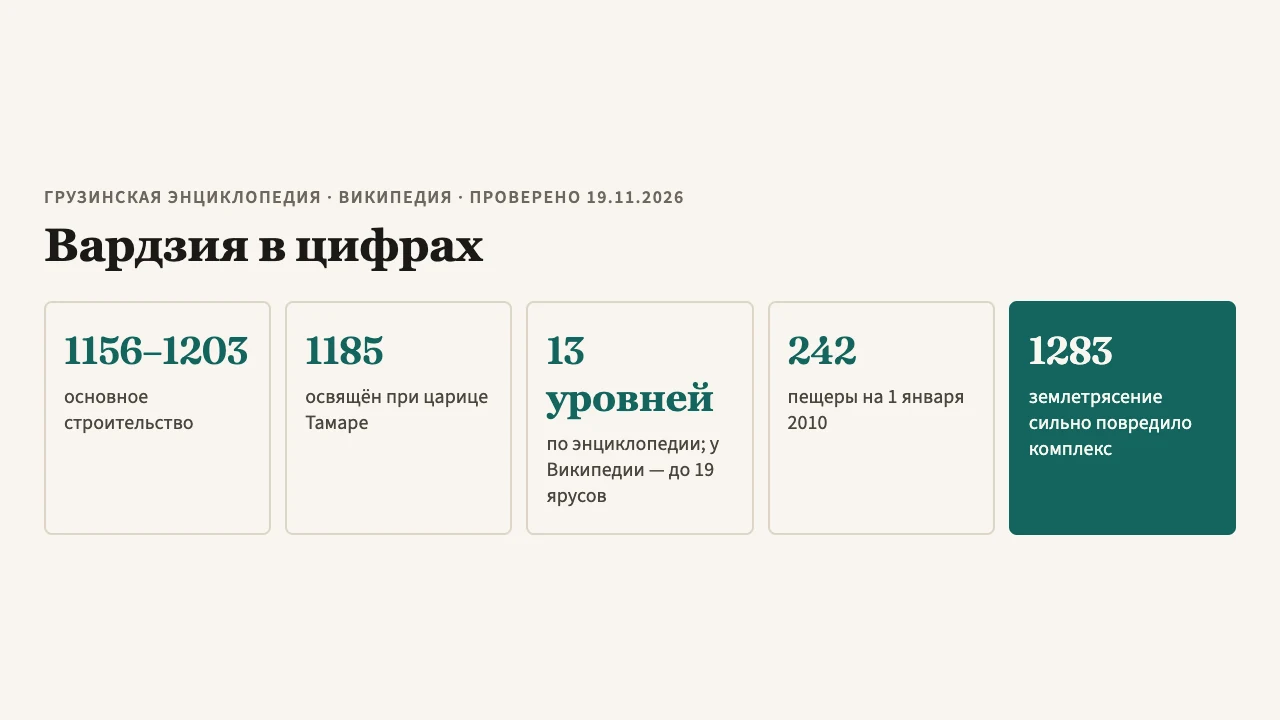 ГРУЗИНСКАЯ ЭНЦИКЛОПЕДИЯ · ВИКИПЕДИЯ · ПРОВЕРЕНО 19.11.2026
Вардзия в цифрах
1156–1203
основное
строительство
1185
освящён при царице
Тамаре
13
уровней
по энциклопедии; у
Википедии — до 19
ярусов
242
пещеры на 1 января
2010
1283
землетрясение
сильно повредило
комплекс